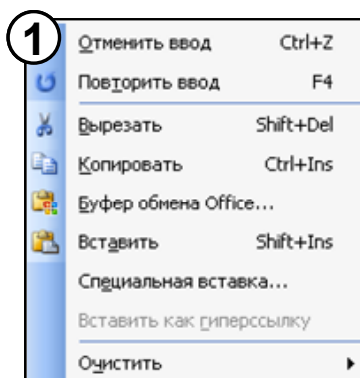 1
Отменить ввод Ctrl+Z
Повторить ввод F4
Вырезать Shift+Del
Копировать Ctrl+Ins
Буфер обмена Office...
Вставить Shift+Ins
Специальная вставка...
Вставить как гиперссылку
Очистить